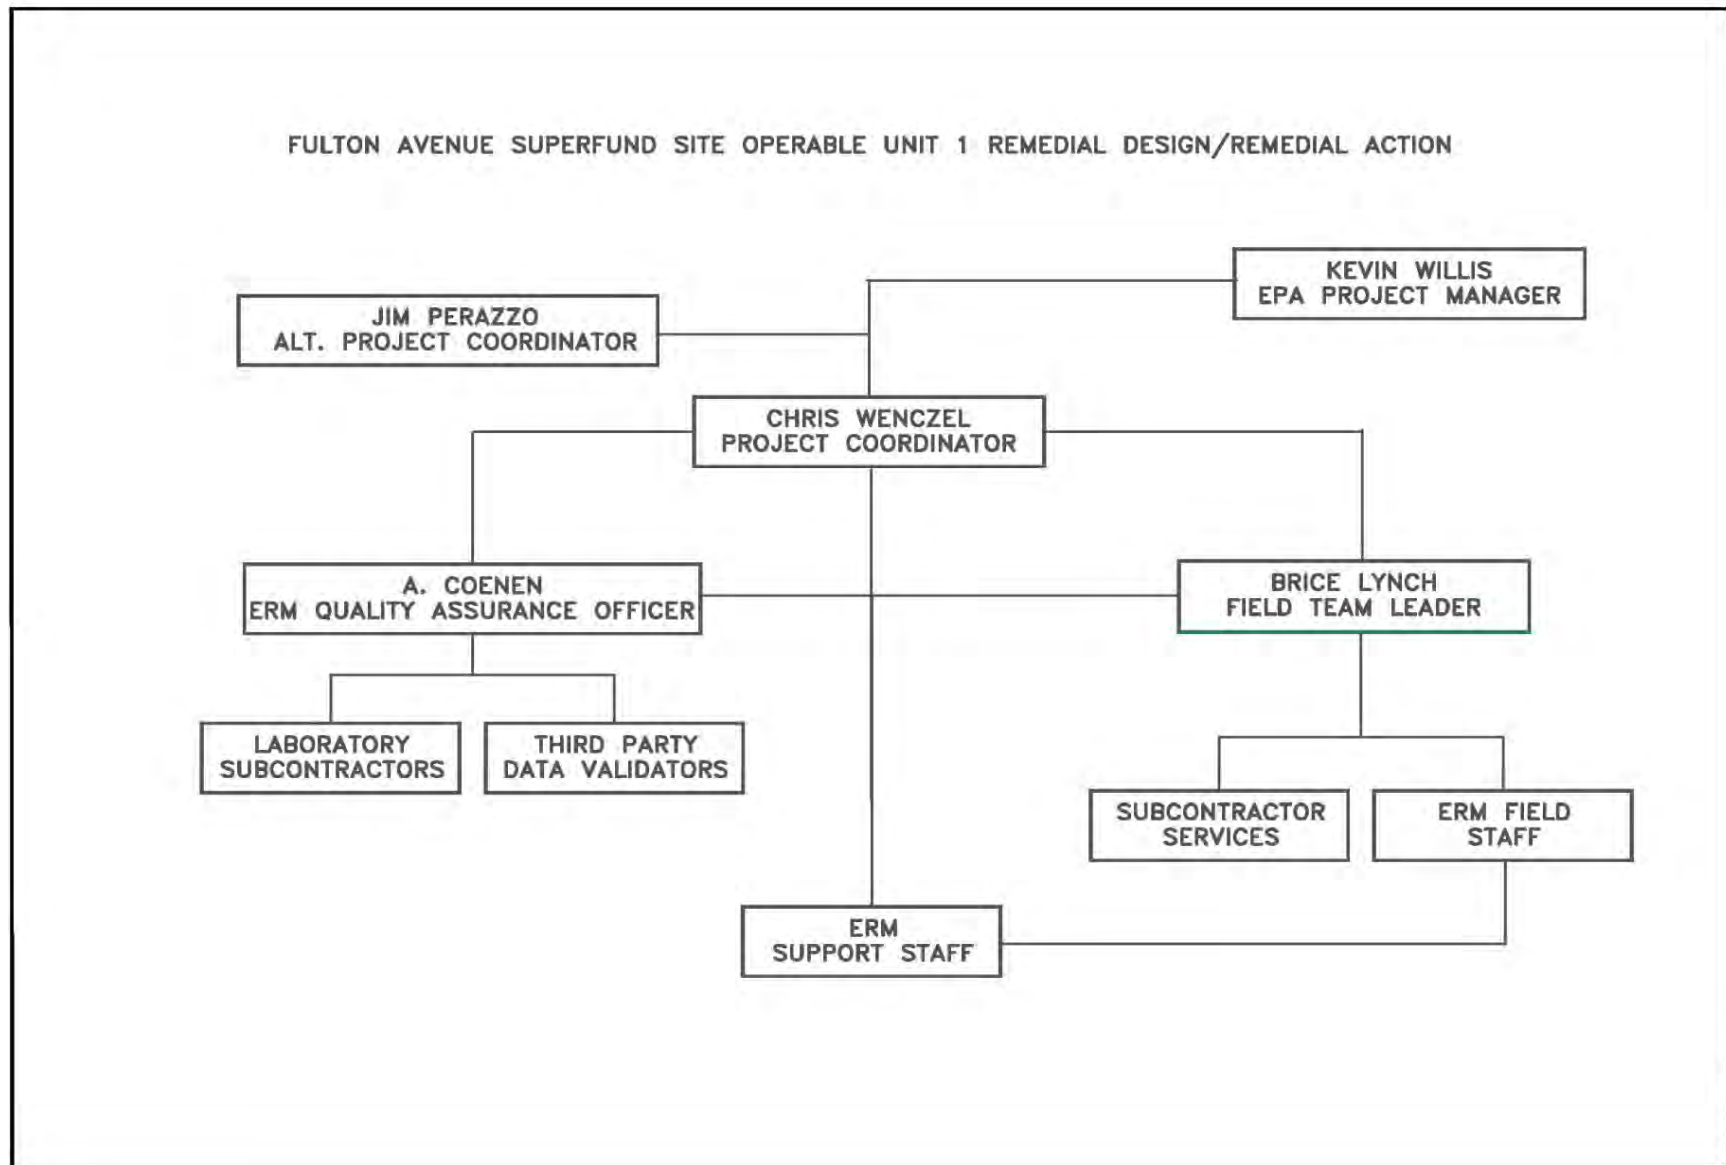 FULTON AVENUE SUPERFUND SITE OPERABLE UNIT 1 REMEDIAL DESIGN/REMEDIAL ACTION
KEVIN WILLIS
EPA PROJECT MANAGER
JIM PERAZZO
ALT. PROJECT COORDINATOR
CHRIS WENCZEL
PROJECT COORDINATOR
A. COENEN
ERM QUALITY ASSURANCE OFFICER
BRICE LYNCH
FIELD TEAM LEADER
LABORATORY
SUBCONTRACTORS
THIRD PARTY
DATA VALIDATORS
SUBCONTRACTOR
SERVICES
ERM FIELD
STAFF
ERM
SUPPORT STAFF